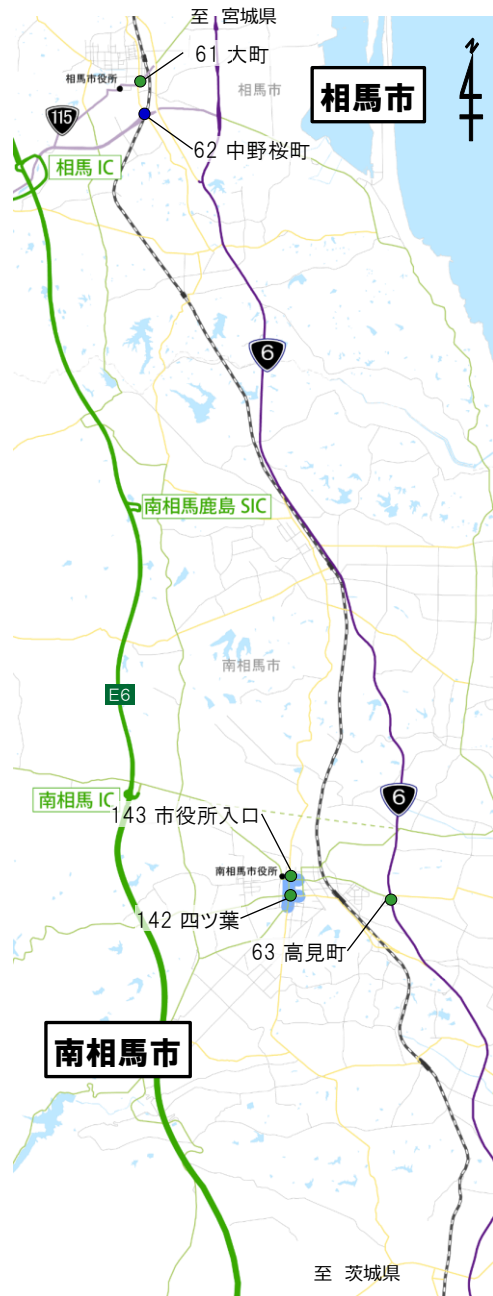 至 宮城県
61 大町
相馬市役所
相馬市
相馬市
115
62 中野桜町
相馬 IC
6
南相馬鹿島 SIC
南相馬市
E6
南相馬 IC
6
143 市役所入口
南相馬市役所
142 四ツ葉
63 高見町
南相馬市
至 茨城県